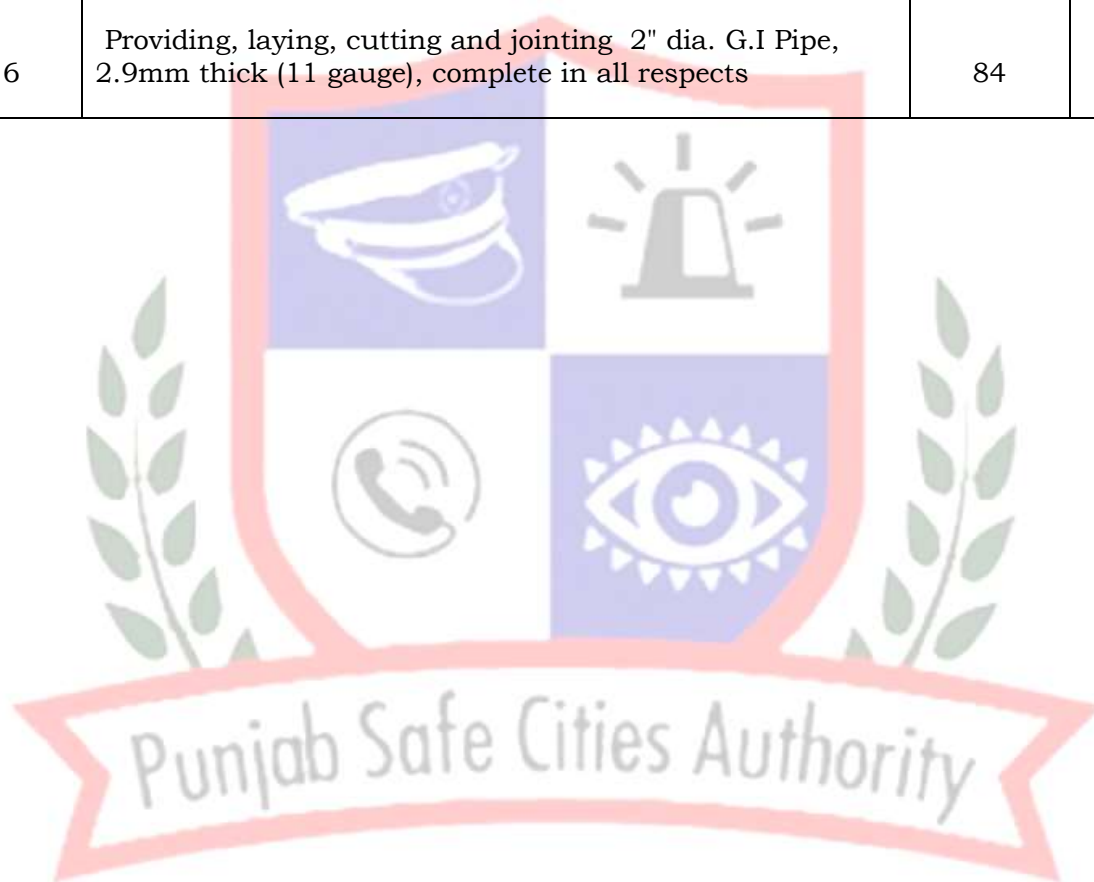 Providing, laying, cutting and jointing 2" dia. G.I Pipe,
6 2.9mm thick (11 gauge), complete in all respects 84
Punjab Safe Cities Authority